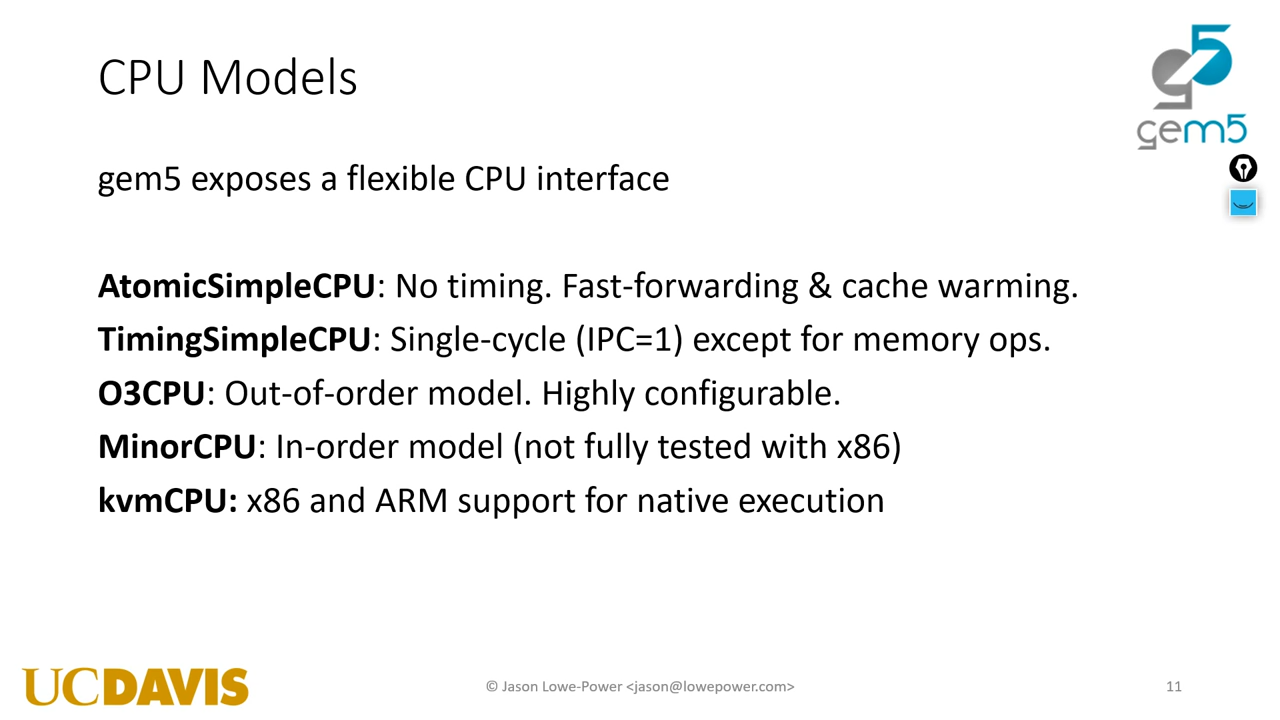 CPU Models
gem5
gem5 exposes a flexible CPU interface
AtomicSimpleCPU: No timing. Fast-forwarding & cache warming.
TimingSimpleCPU: Single-cycle (IPC=1) except for memory ops.
O3CPU: Out-of-order model. Highly configurable.
MinorCPU: In-order model (not fully tested with x86)
kvmCPU: x86 and ARM support for native execution
UCDAVIS
© Jason Lowe-Power <jason@lowepower.com>
11